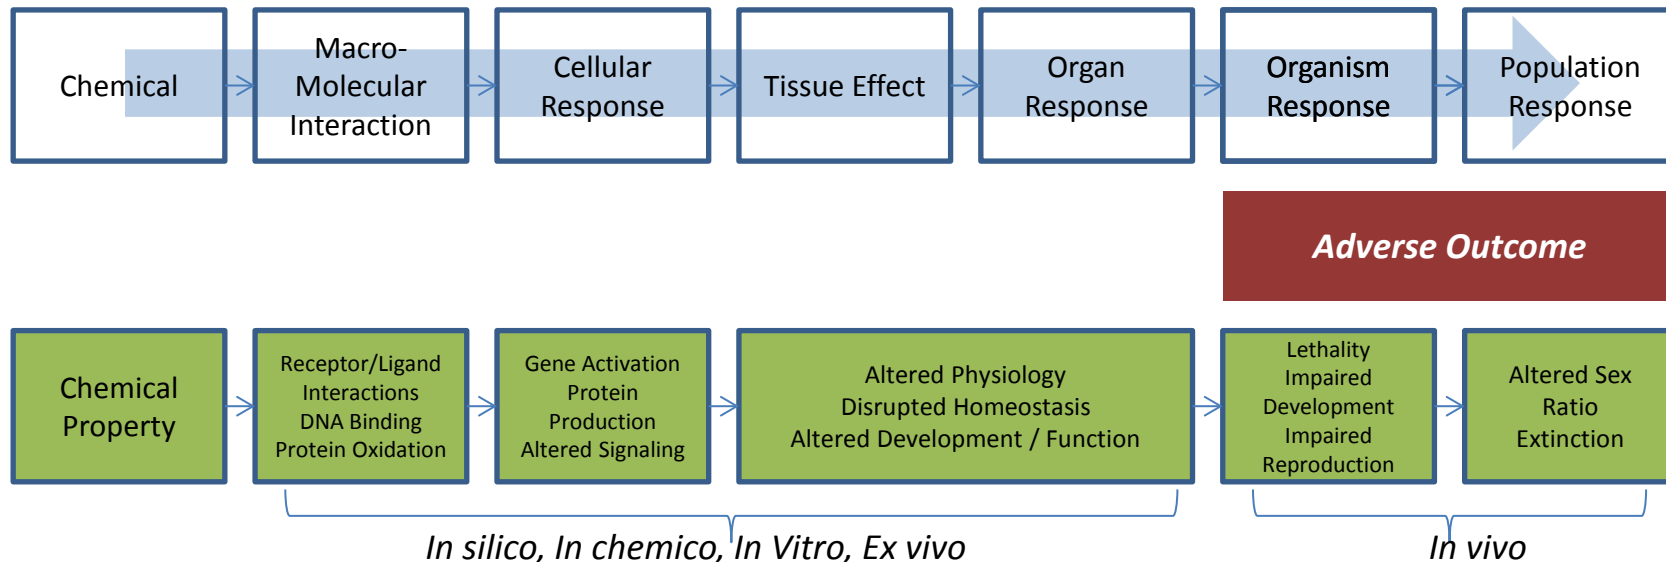 Chemical
Macro-
Molecular
Interaction
Cellular
Response
Tissue Effect
Organ
Response
Organism
Response
Population
Response
Adverse Outcome
Chemical
Property
Receptor/Ligand
Interactions
DNA Binding
Protein Oxidation
Gene Activation
Protein
Production
Altered Signaling
Altered Physiology
Disrupted Homeostasis
Altered Development / Function
Lethality
Impaired
Development
Impaired
Reproduction
Altered Sex
Ratio
Extinction
In silico, In chemico, In Vitro, Ex vivo
In vivo